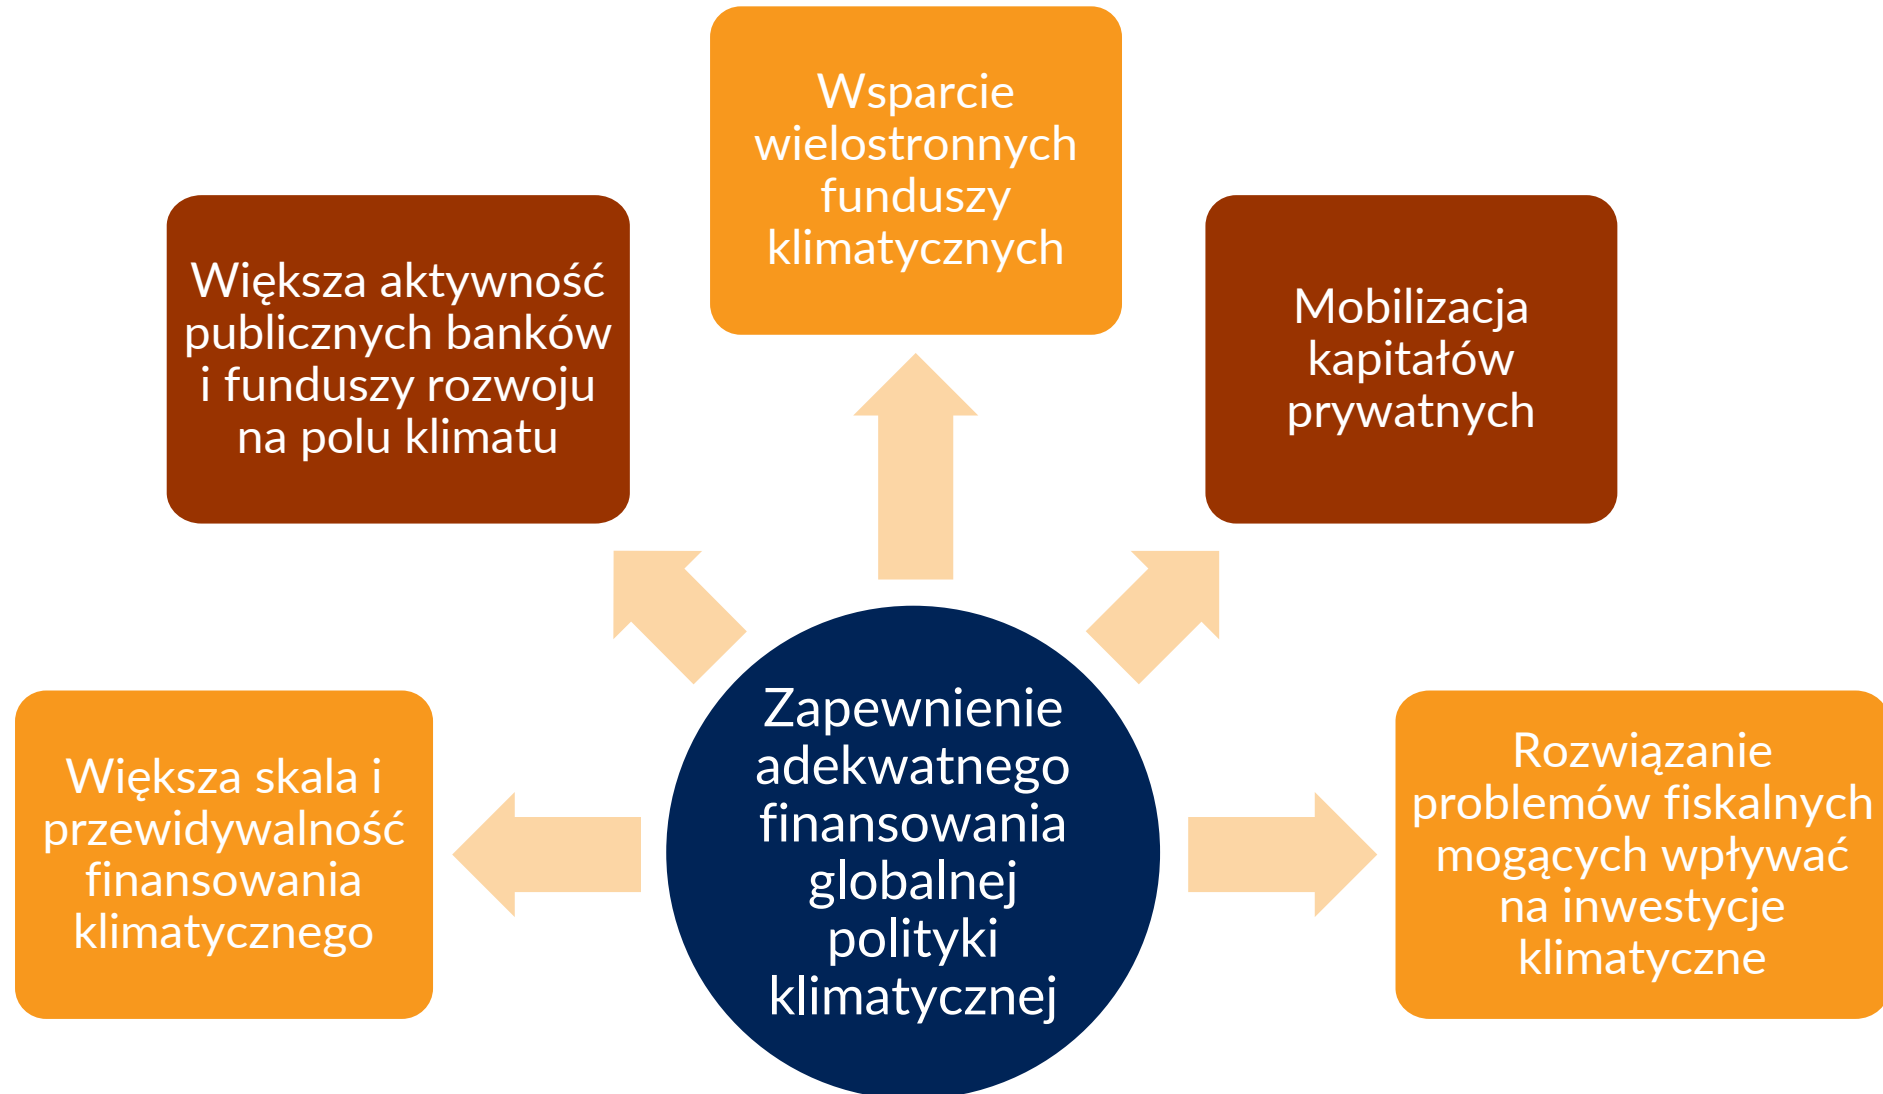 Wsparcie
wielostronnych
funduszy
klimatycznych
Większa aktywność
publicznych banków
i funduszy rozwoju
na polu klimatu
Mobilizacja
kapitałów
prywatnych
Większa skala i
przewidywalność
finansowania
klimatycznego
Zapewnienie
adekwatnego
finansowania
globalnej
polityki
klimatycznej
Rozwiązanie
problemów fiskalnych
mogących wpływać
na inwestycje
klimatyczne